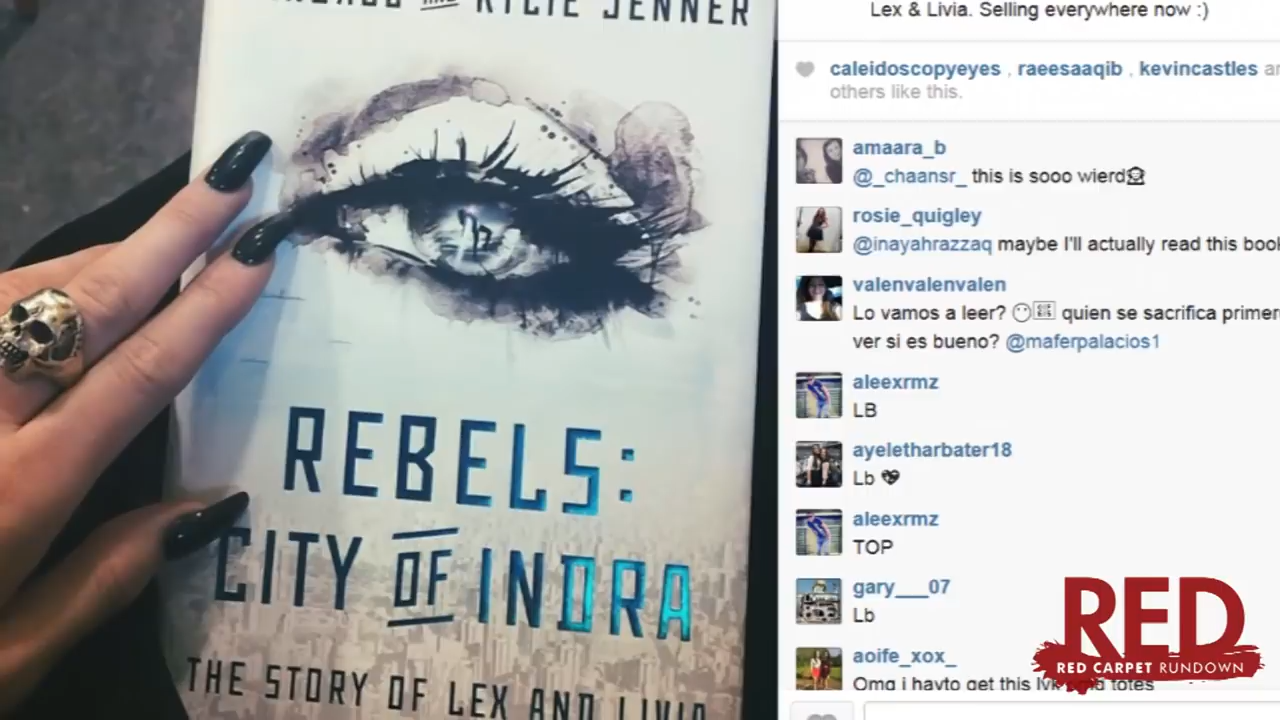 KYLIE JENNER
REBELS:
CITY OF INDRA
THE STORY OF LEX AND LIVIA
Lex & Livia. Selling everywhere now :)
caleidoscopyeyes , raeesaaqib , kevincastles
others like this.
amaara_b
@_chaansr_ this is sooo wierd
rosie_quigley
@inayahrazzaq maybe I'll actually read this book
valenvalenvalen
Lo vamos a leer? quien se sacrifica primer
ver si es bueno? @maferpalacios1
aleexrmz
LB
ayeletharbater18
Lb
aleexrmz
TOP
gary___07
Lb
aoife_xox_
Omg i havto get this totes
RED
RED CARPET RUNDOWN